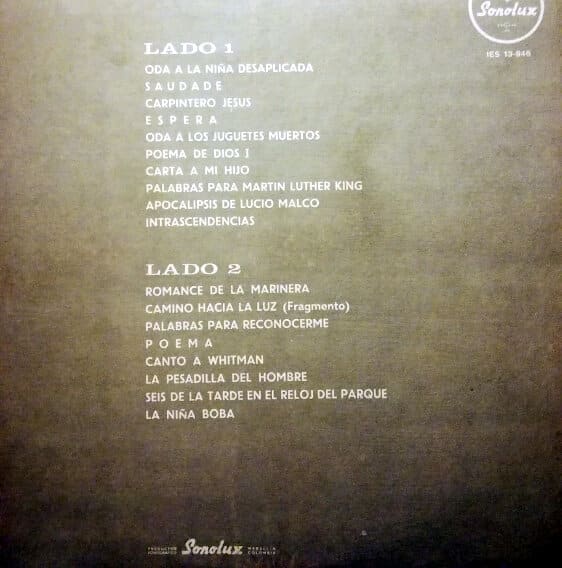 Sonolux
IES 13-846
LADO 1
ODA A LA NIÑA DESAPLICADA
SAUDADE
CARPINTERO JESUS
ESPERA
ODA A LOS JUGUETES MUERTOS
POEMA DE DIOS I
CARTA A MI HIJO
PALABRAS PARA MARTIN LUTHER KING
APOCALIPSIS DE LUCIO MALCO
INTRASCENDENCIAS
LADO 2
ROMANCE DE LA MARINERA
CAMINO HACIA LA LUZ (Fragmento)
PALABRAS PARA RECONOCERME
POEMA
CANTO A WHITMAN
LA PESADILLA DEL HOMBRE
SEIS DE LA TARDE EN EL RELOJ DEL PARQUE
LA NIÑA BOBA
Sonolux
MEDELLIN
COLOMBIA